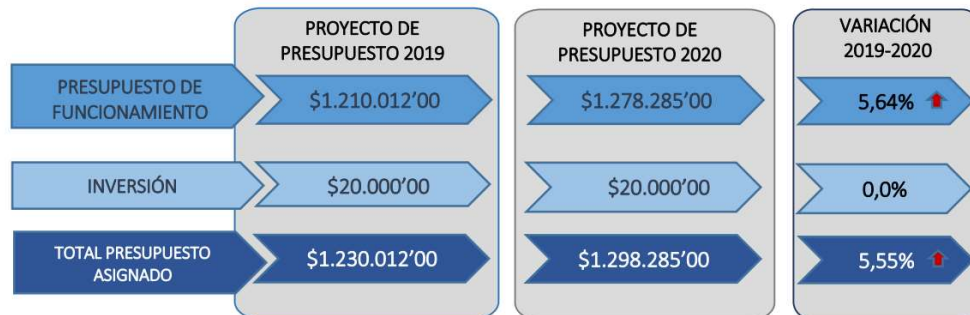 PROYECTO DE
PRESUPUESTO 2019
PROYECTO DE
PRESUPUESTO 2020
VARIACIÓN
2019-2020
PRESUPUESTO DE
FUNCIONAMIENTO
$1.210.012’00
$1.278.285’00
5,64%
INVERSIÓN
$20.000’00
$20.000’00
0,0%
TOTAL PRESUPUESTO
ASIGNADO
$1.230.012’00
$1.298.285’00
5,55%